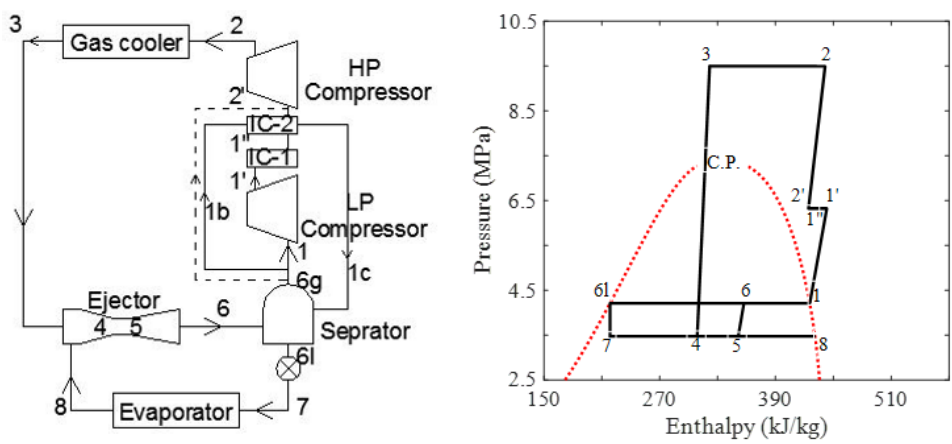 3
Gas cooler
2
HP
Compressor
2'
IC-2
1"
IC-1
1'
1b
LP
Compressor
1
1c
6g
Ejector
4
5
6
Seprator
6l
8
Evaporator
7
10.5
8.5
6.5
4.5
2.5
Pressure (MPa)
3
2
C.P.
2'
1'
1"
6l
6
1
7
4
5
8
150
270
390
510
Enthalpy (kJ/kg)